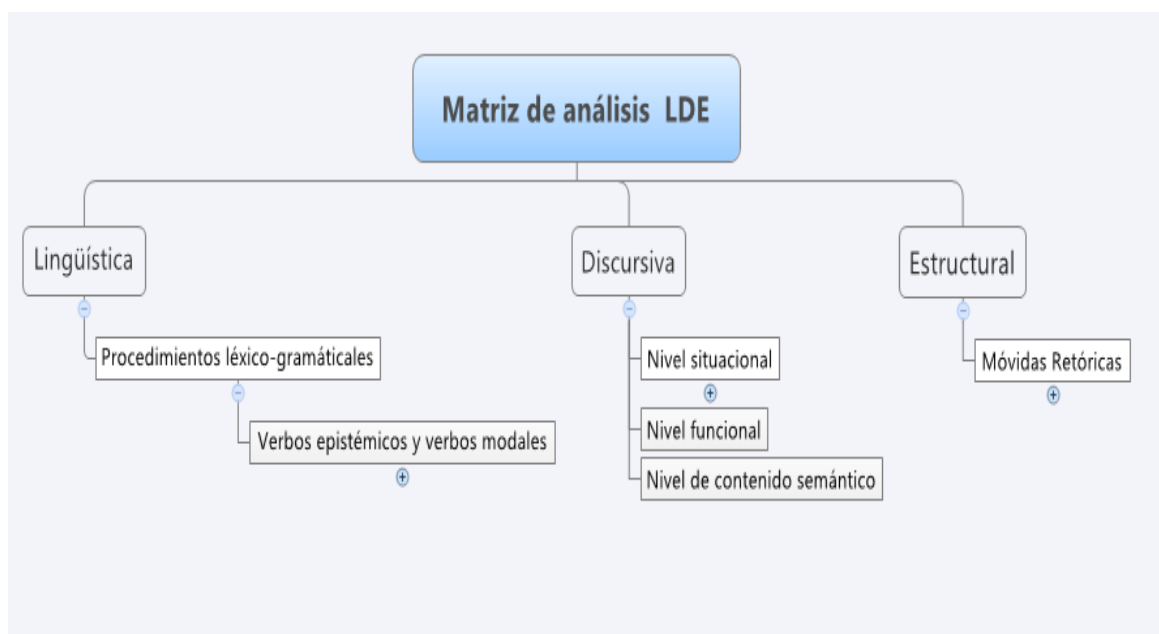 Matriz de análisis LDE
Lingüística
Discursiva
Estructural
Procedimientos léxico-gramáticales
Nivel situacional
Móvidas Retóricas
Verbos epistémicos y verbos modales
Nivel funcional
Nivel de contenido semántico